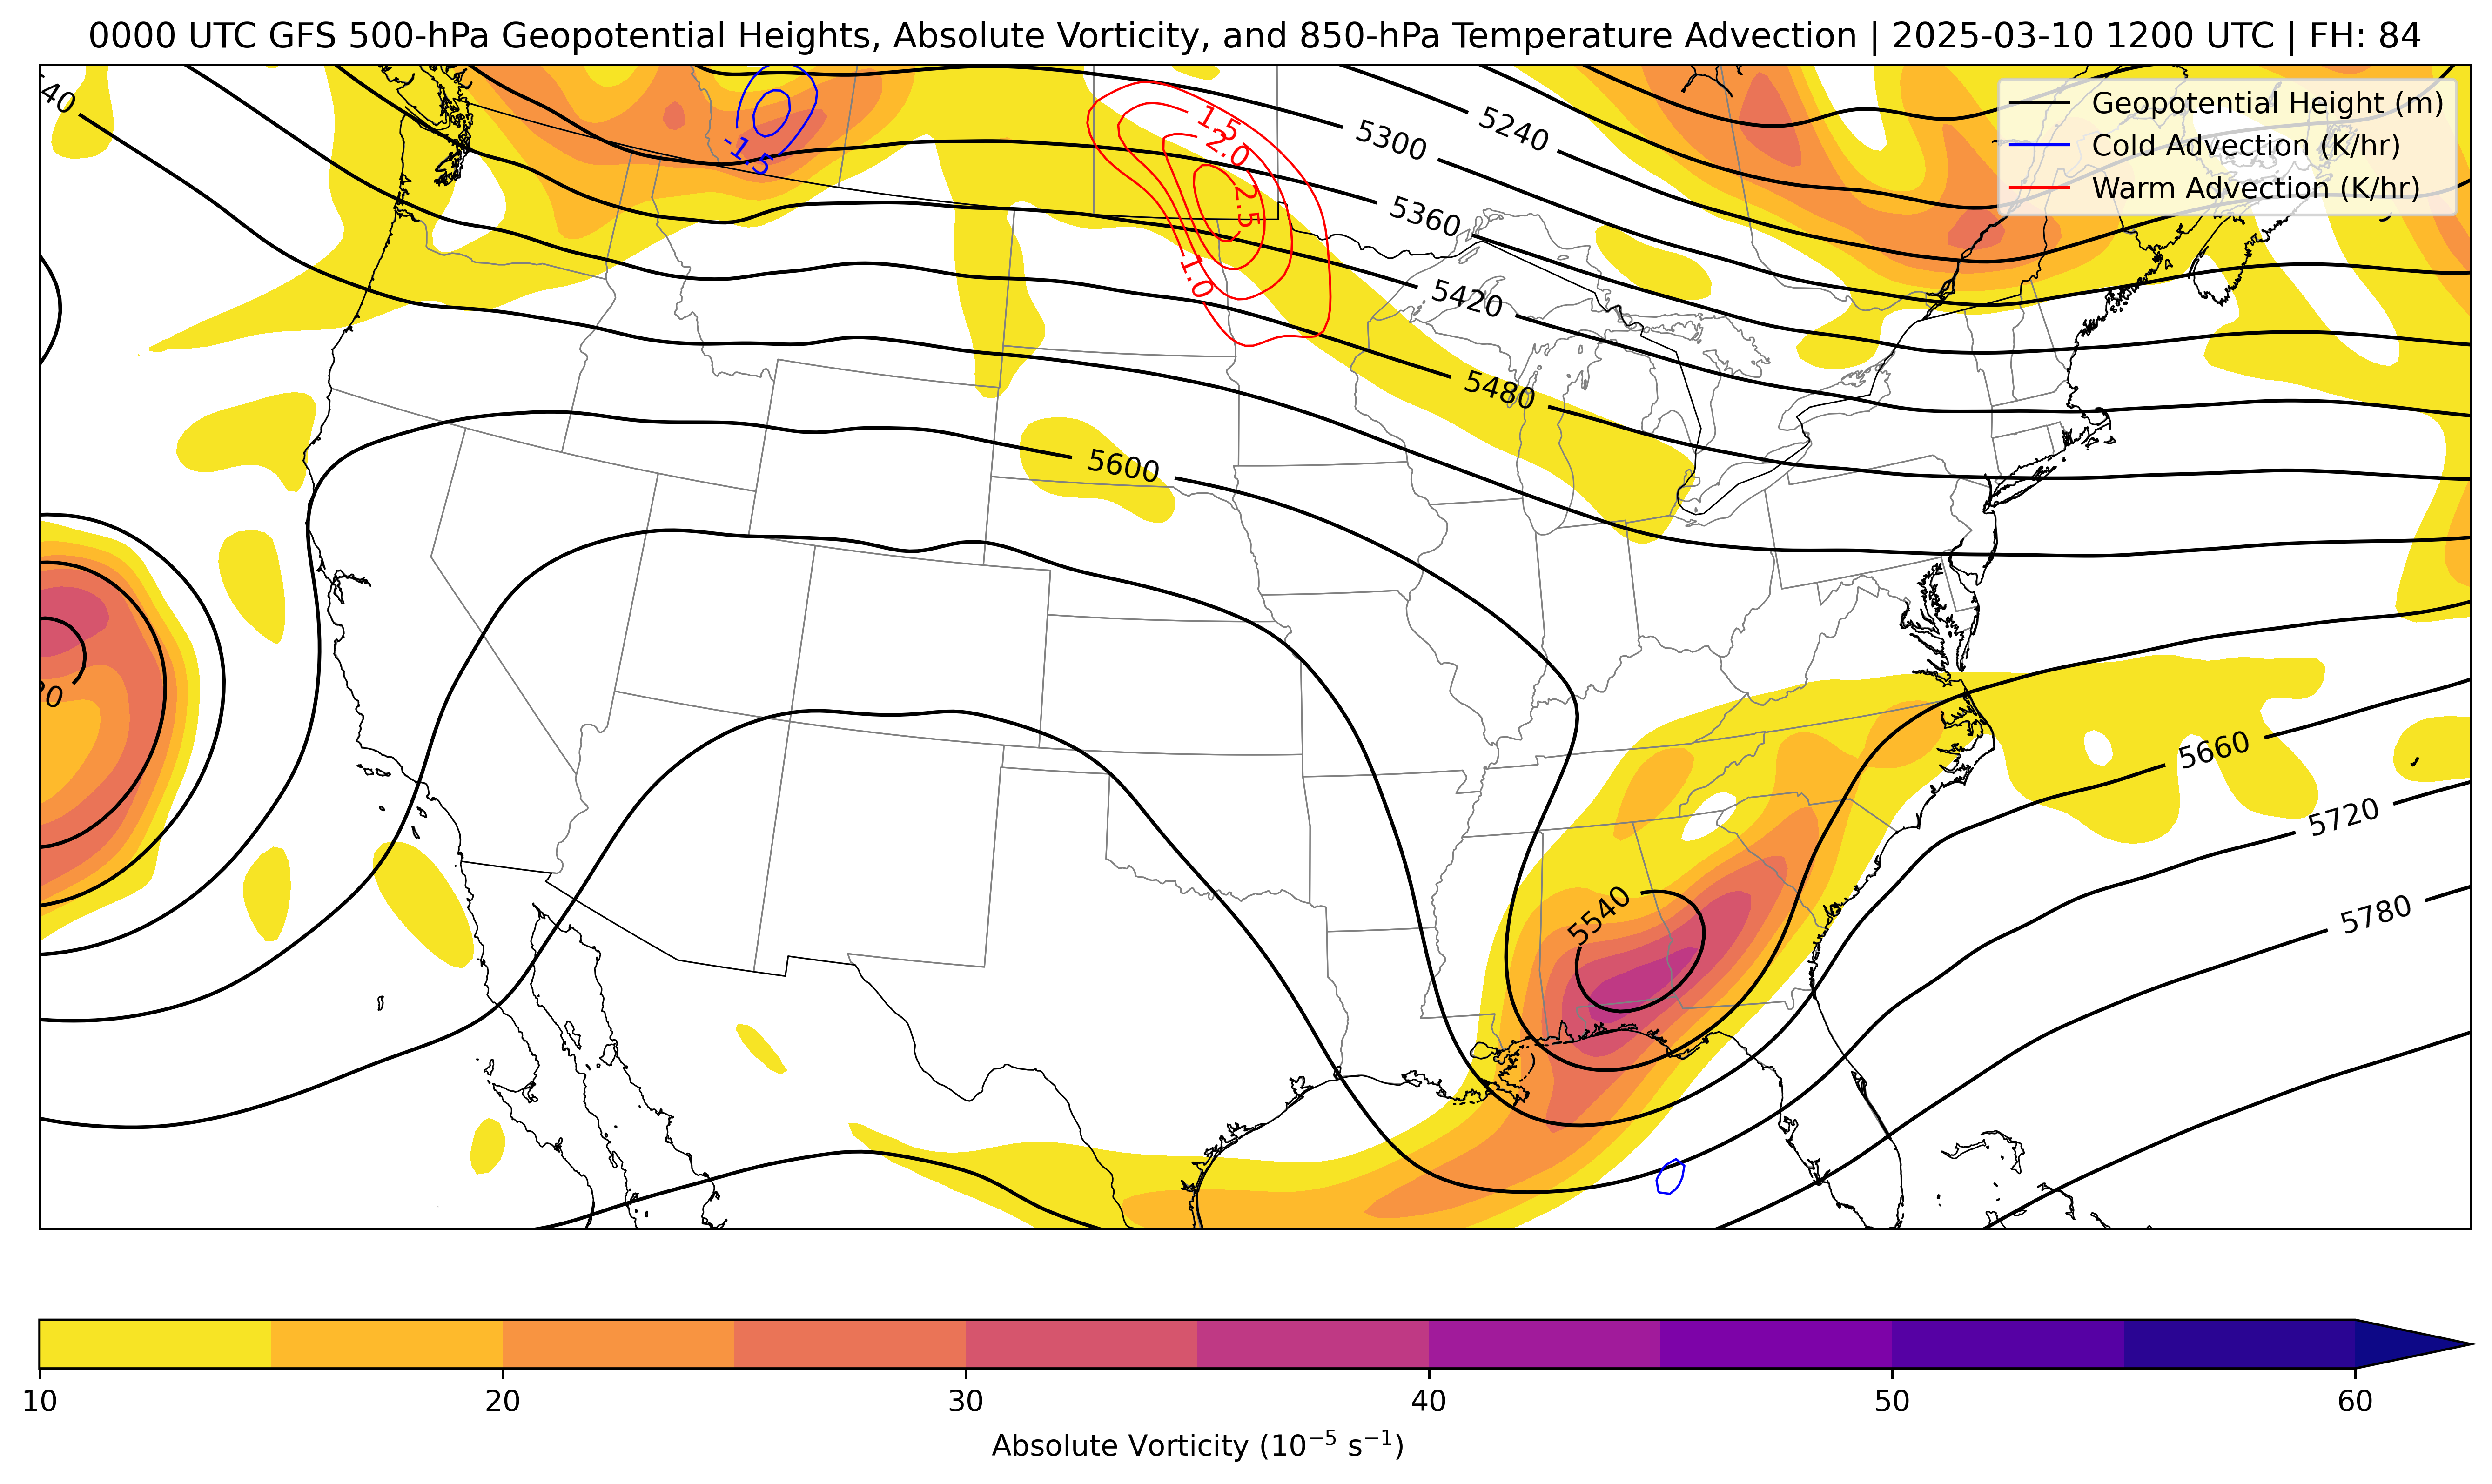 0000 UTC GFS 500-hPa Geopotential Heights, Absolute Vorticity, and 850-hPa Temperature Advection | 2025-03-10 1200 UTC | FH: 84
Geopotential Height (m)
Cold Advection (K/hr)
Warm Advection (K/hr)
40
-1.5
1.5
2.0
2.5
1.0
5240
5300
5360
5420
5480
5600
5660
5720
5780
5540
10 20 30 40 50 60
Absolute Vorticity (10⁻⁵ s⁻¹)